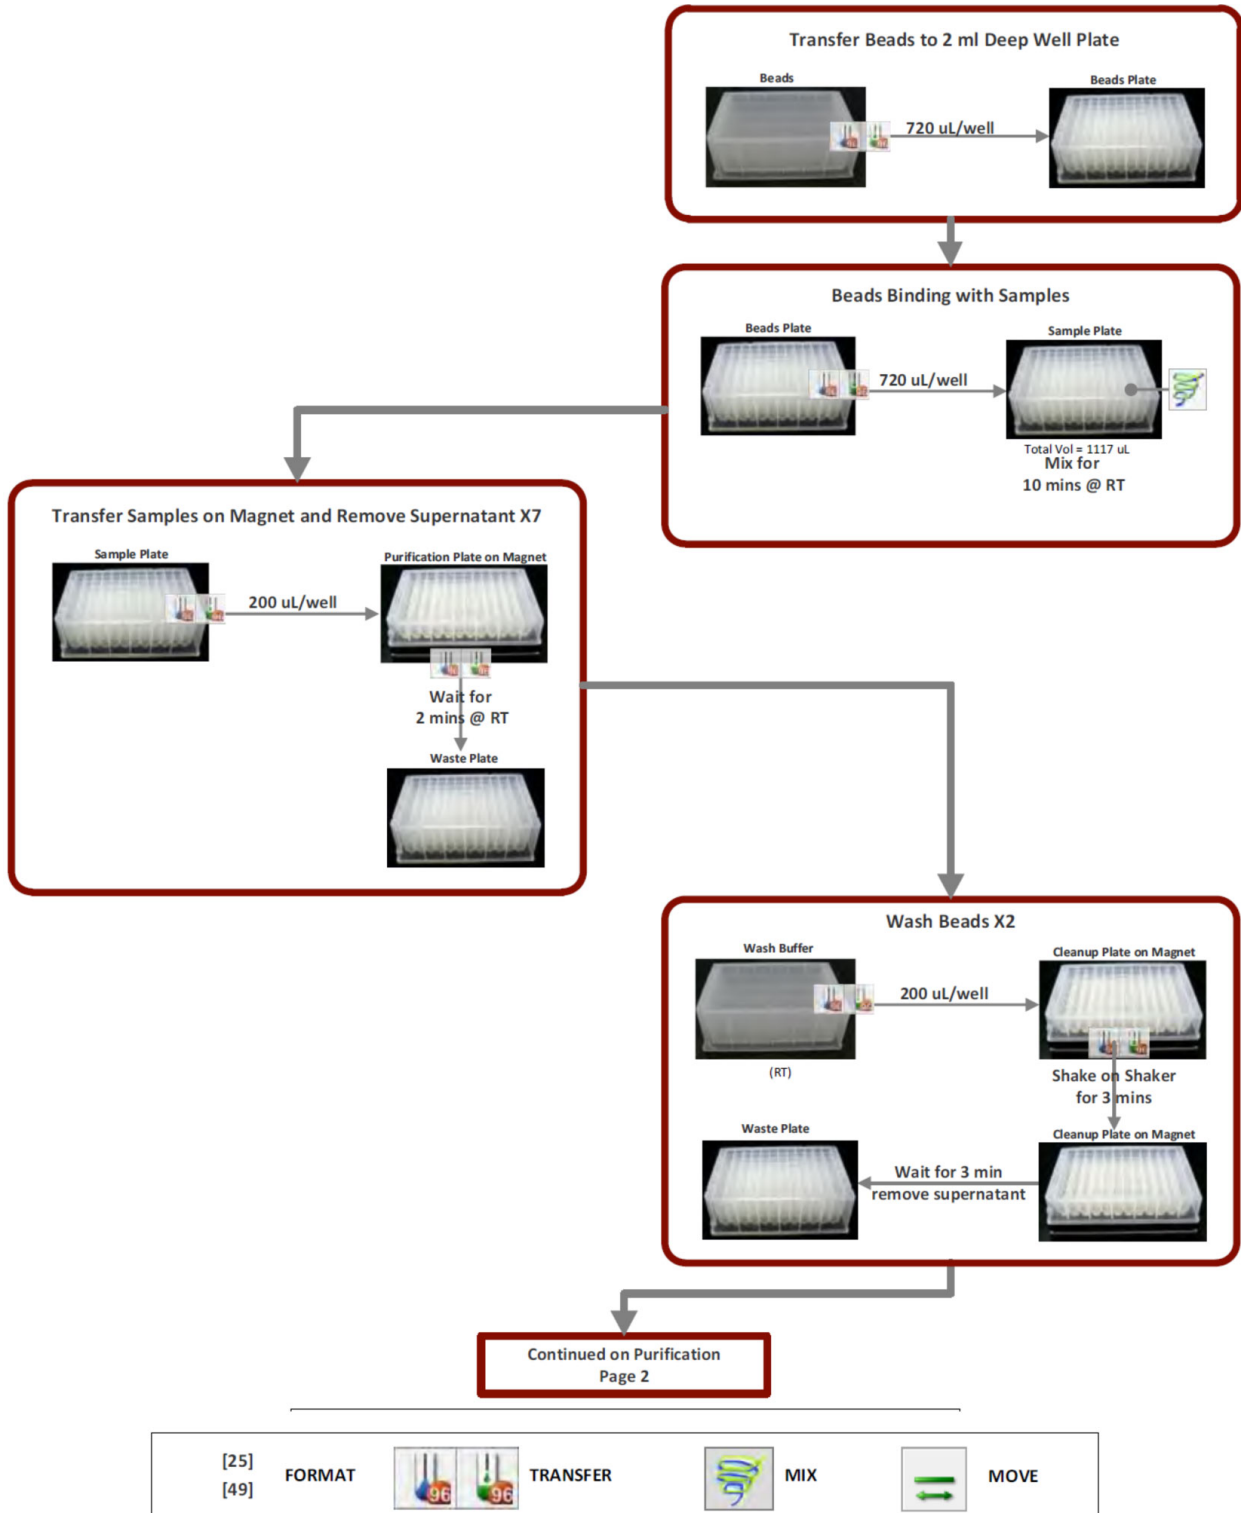 Transfer Beads to 2 ml Deep Well Plate
Beads
Beads Plate
720 uL/well
Beads Binding with Samples
Beads Plate
Sample Plate
720 uL/well
Total Vol = 1117 uL
Mix for
10 mins @ RT
Transfer Samples on Magnet and Remove Supernatant X7
Sample Plate
Purification Plate on Magnet
200 uL/well
Wait for
2 mins @ RT
Waste Plate
Wash Beads X2
Wash Buffer
Cleanup Plate on Magnet
200 uL/well
(RT)
Shake on Shaker
for 3 mins
Waste Plate
Cleanup Plate on Magnet
Wait for 3 min
remove supernatant
Continued on Purification
Page 2
[25]
[49]
FORMAT
96
96
TRANSFER
MIX
MOVE